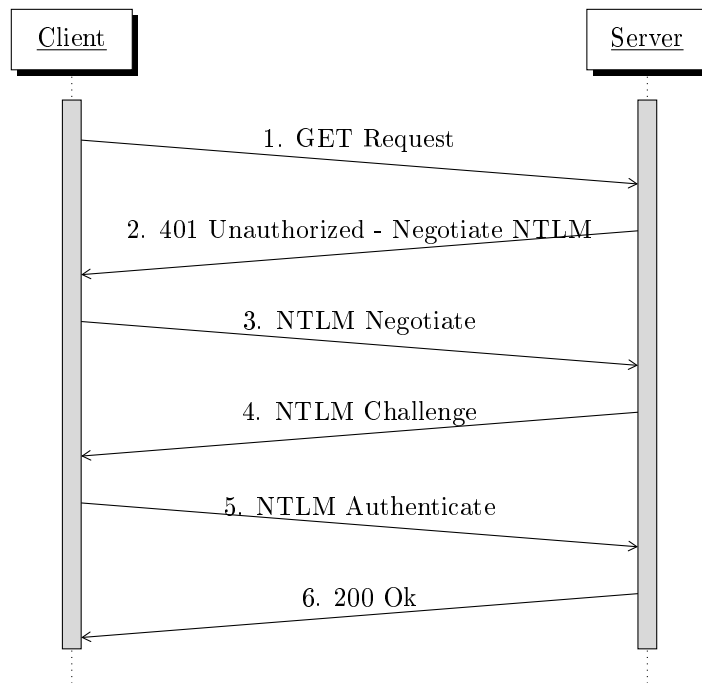 Client
Server
1. GET Request
2. 401 Unauthorized - Negotiate NTLM
3. NTLM Negotiate
4. NTLM Challenge
5. NTLM Authenticate
6. 200 Ok